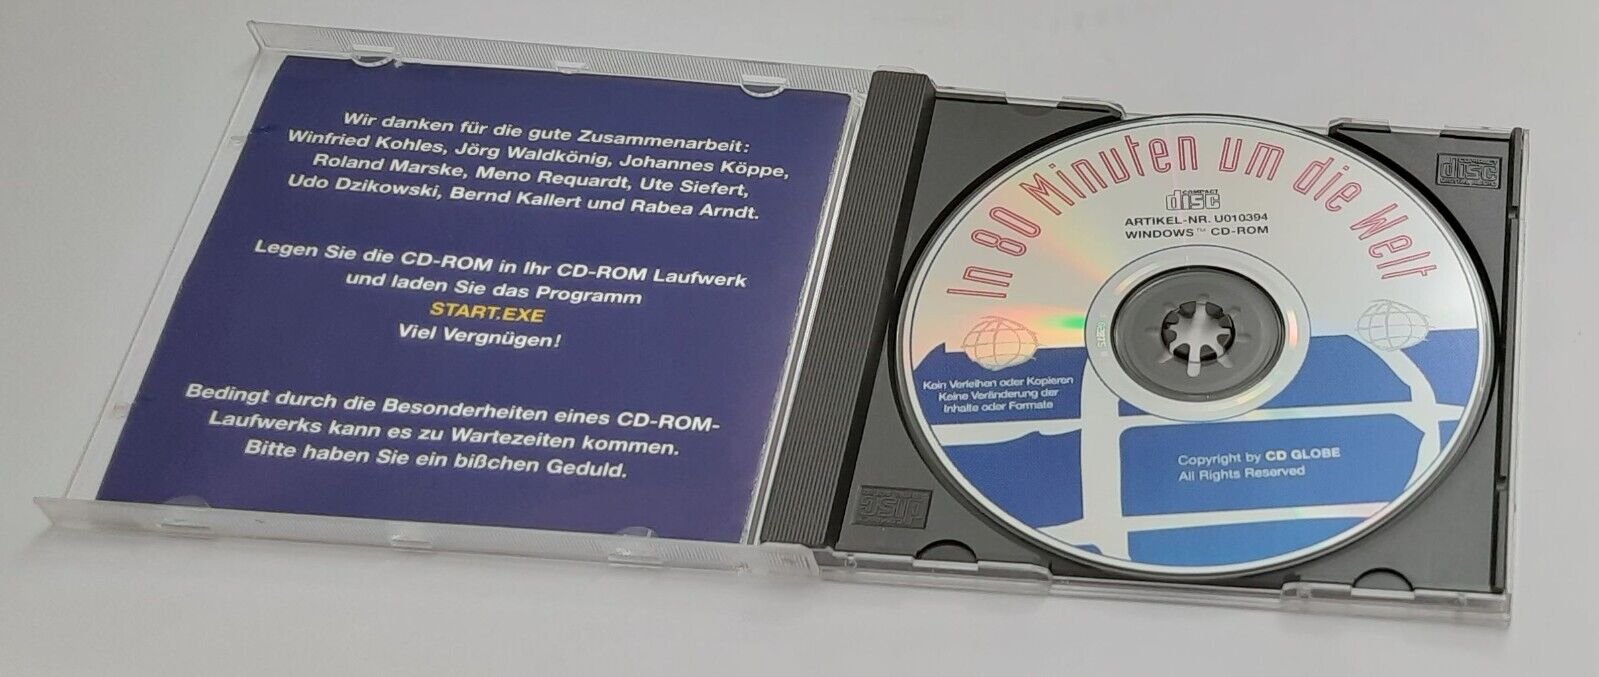 Wir danken für die gute Zusammenarbeit:
Winfried Kohles, Jörg Waldkönig, Johannes Köppe,
Roland Marske, Meno Requardt, Ute Siefert,
Udo Dzikowski, Bernd Kallert und Rabea Arndt.
Legen Sie die CD-ROM in Ihr CD-ROM Laufwerk
und laden Sie das Programm
START.EXE
Viel Vergnügen!
Bedingt durch die Besonderheiten eines CD-ROM-
Laufwerks kann es zu Wartezeiten kommen.
Bitte haben Sie ein bißchen Geduld.
In 80 Minuten um die Welt
COMPACT
disc
ARTIKEL-NR. U010394
WINDOWS™ CD-ROM
Kein Verleihen oder Kopieren
Keine Veränderung der
Inhalte oder Formate
Copyright by CD GLOBE
All Rights Reserved
COMPACT
disc
disc